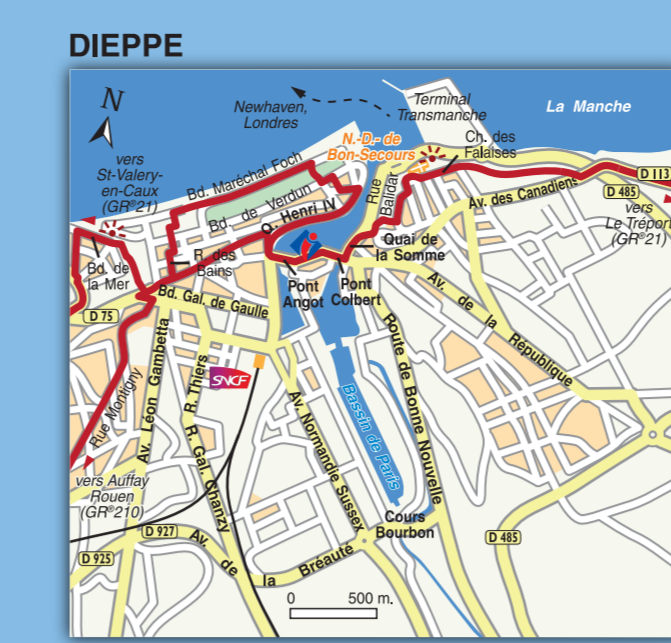 DIEPPE
N
Newhaven,
Londres
Terminal
Transmanche
La Manche
N.-D.- de
Bon-Secours
Ch. des
Falaises
vers
St-Valery-
en-Caux
(GR®21)
Bd. Maréchal Foch
Bd. de Verdun
Q. Henri IV
Rue
Balidar
D 113
D 485
Av. des Canadiens
vers
Le Tréport
(GR®21)
Bd. de
la Mer
R. des
Bains
Quai de
la Somme
Pont
Angot
Pont
Colbert
Bd. Gal. de Gaulle
D 75
Av. de la République
Rue Montigny
Av. Léon Gambetta
R. Thiers
SNCF
Route de Bonne Nouvelle
Bassin de Paris
R. Gal. Chanzy
Av. Normandie Sussex
vers Auffay
Rouen
(GR®210)
Cours
Bourbon
D 927
D 925
D 485
Av. de la Bréauté
0 500 m.